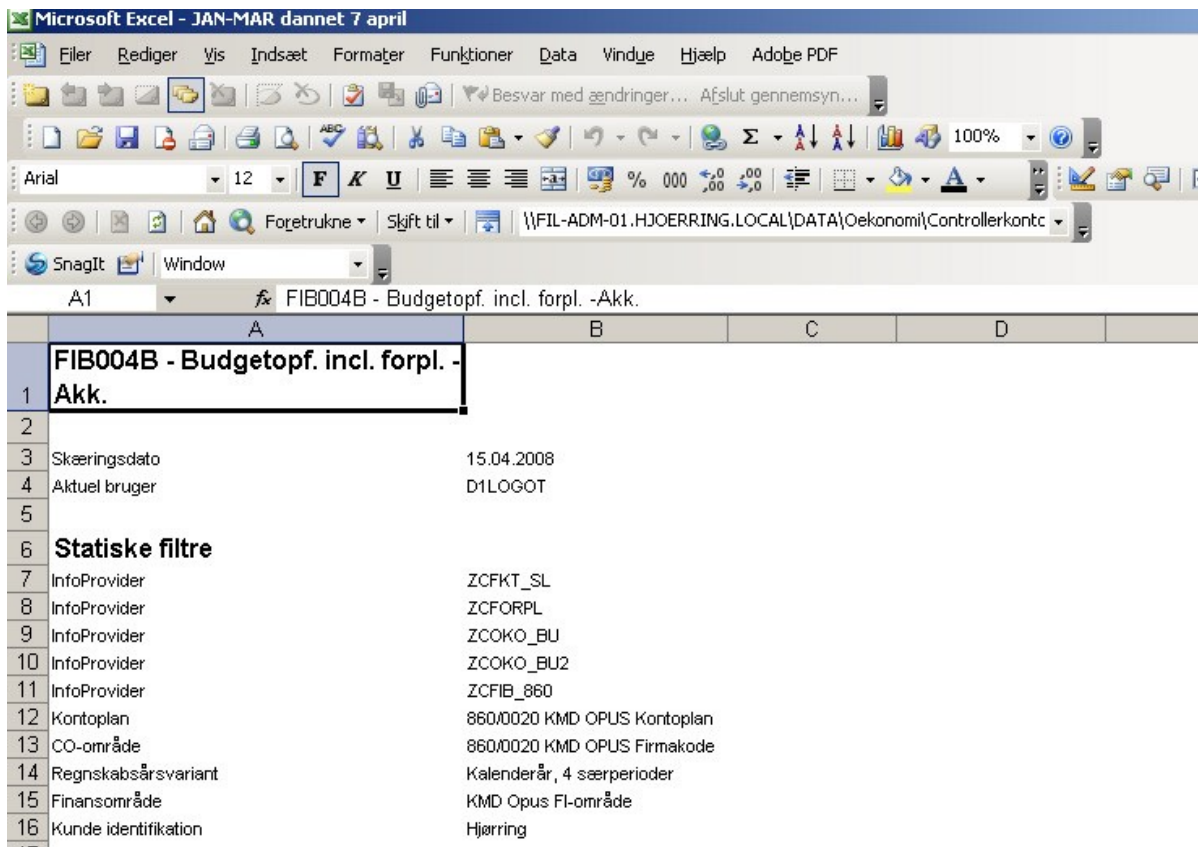 Microsoft Excel - JAN-MAR dannet 7 april
Filer Rediger Vis Indsæt Formater Funktioner Data Vindue Hjælp Adobe PDF
Besvar med ændringer... Afslut gennemsyn...
ABC Σ 100%
Arial 12 F K U % 000
Foretrukne Skift til \\FIL-ADM-01.HJOERRING.LOCAL\DATA\Oekonomi\Controllerkontc
SnagIt Window
A1 fx FIB004B - Budgetopf. incl. forpl. -Akk.
A B C D
FIB004B - Budgetopf. incl. forpl. -
1 Akk.
2
3 Skæringsdato 15.04.2008
4 Aktuel bruger D1LOGOT
5
6 Statiske filtre
7 InfoProvider ZCFKT_SL
8 InfoProvider ZCFORPL
9 InfoProvider ZCOKO_BU
10 InfoProvider ZCOKO_BU2
11 InfoProvider ZCFIB_860
12 Kontoplan 860/0020 KMD OPUS Kontoplan
13 CO-område 860/0020 KMD OPUS Firmakode
14 Regnskabsårsvariant Kalenderår, 4 særperioder
15 Finansområde KMD Opus FI-område
16 Kunde identifikation Hjørring